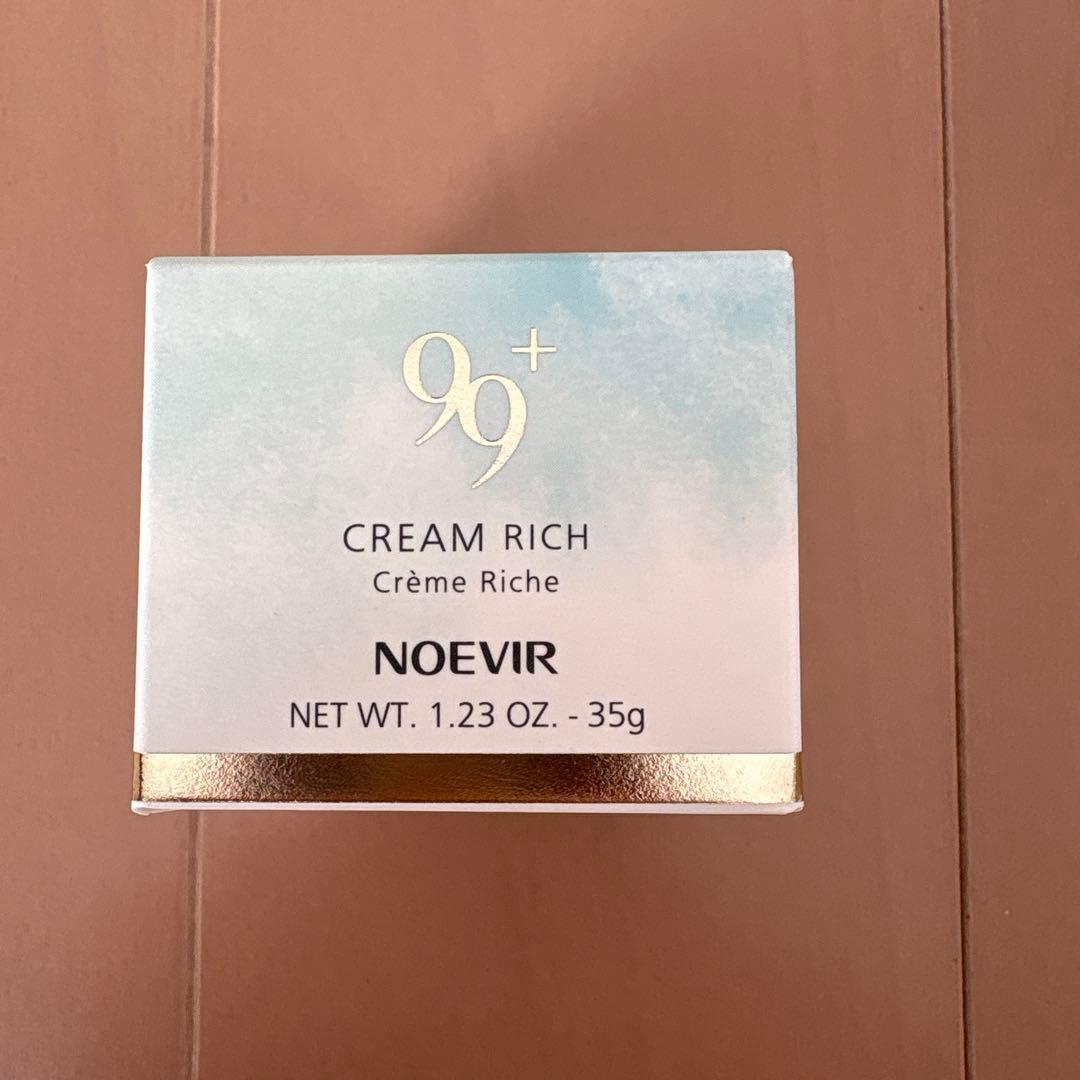 99+
CREAM RICH
Crème Riche
NOEVIR
NET WT. 1.23 OZ. - 35g